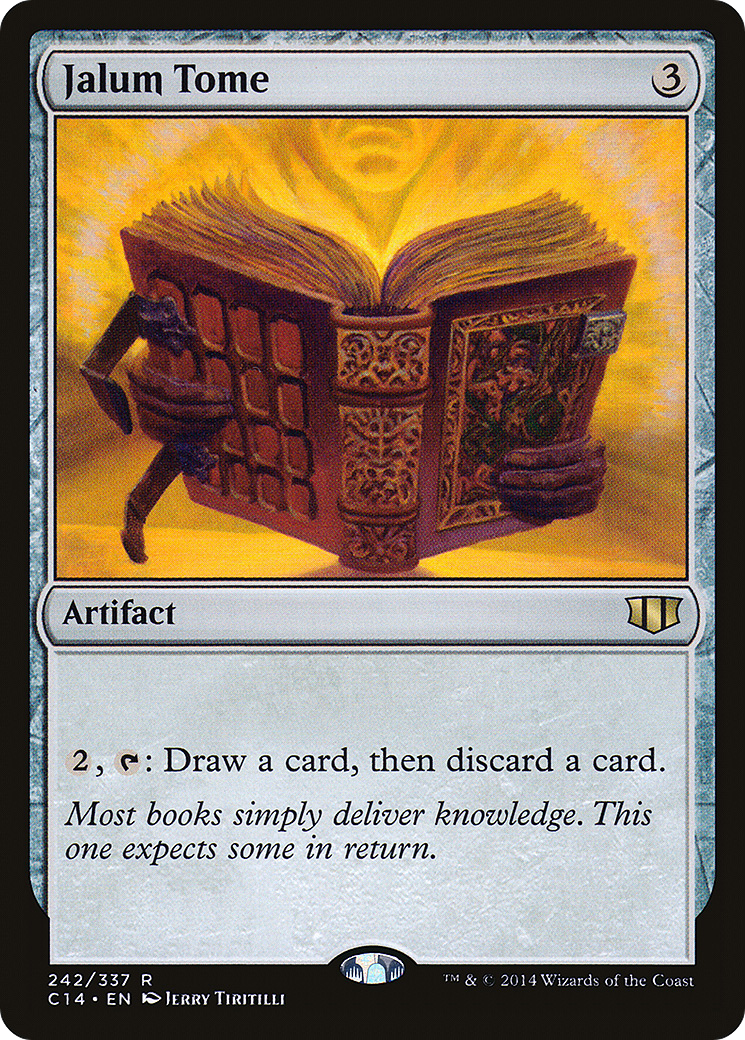 Jalum Tome 3
Artifact
2, : Draw a card, then discard a card.
Most books simply deliver knowledge. This
one expects some in return.
242/337 R ™ & © 2014 Wizards of the Coast
C14 • EN Jerry Tiritilli